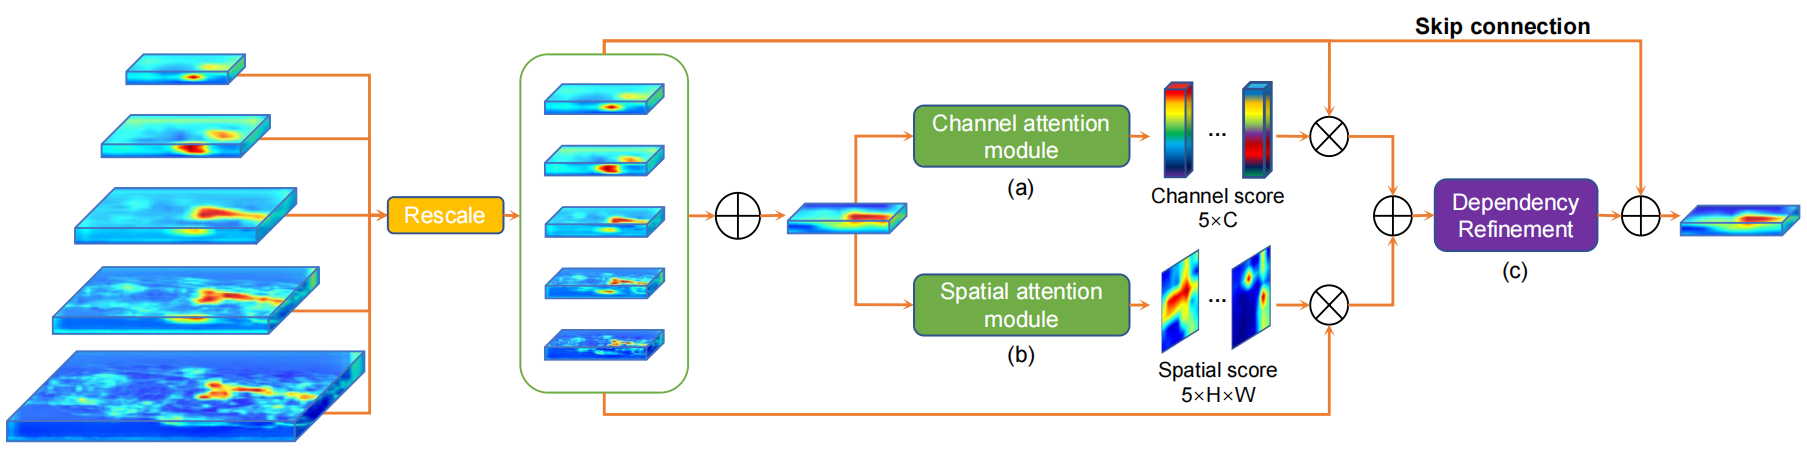 Skip connection
Rescale
Channel attention
module
(a)
...
Channel score
5×C
Spatial attention
module
(b)
...
Spatial score
5×H×W
Dependency
Refinement
(c)